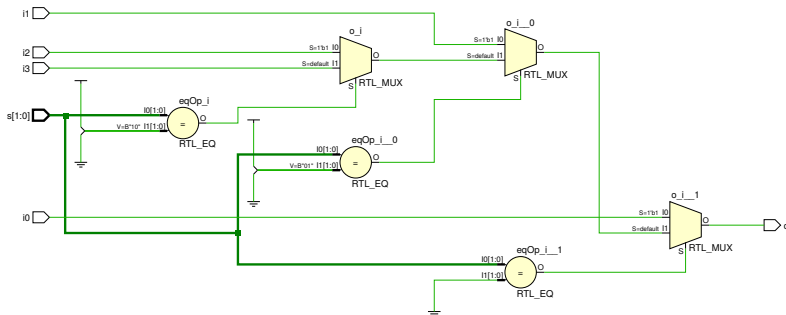 i1
o_i__0
o_i
S=1'b1 I0
O
i2
S=1'b1 I0
i3
S=default I1
O
S=default I1
S
RTL_MUX
S
RTL_MUX
eqOp_i
s[1:0]
I0[1:0]
O
V=B"10" I1[1:0]
=
RTL_EQ
eqOp_i__0
I0[1:0]
O
V=B"01" I1[1:0]
=
RTL_EQ
o_i__1
i0
S=1'b1 I0
O
o
S=default I1
S
RTL_MUX
eqOp_i__1
I0[1:0]
O
I1[1:0]
=
RTL_EQ